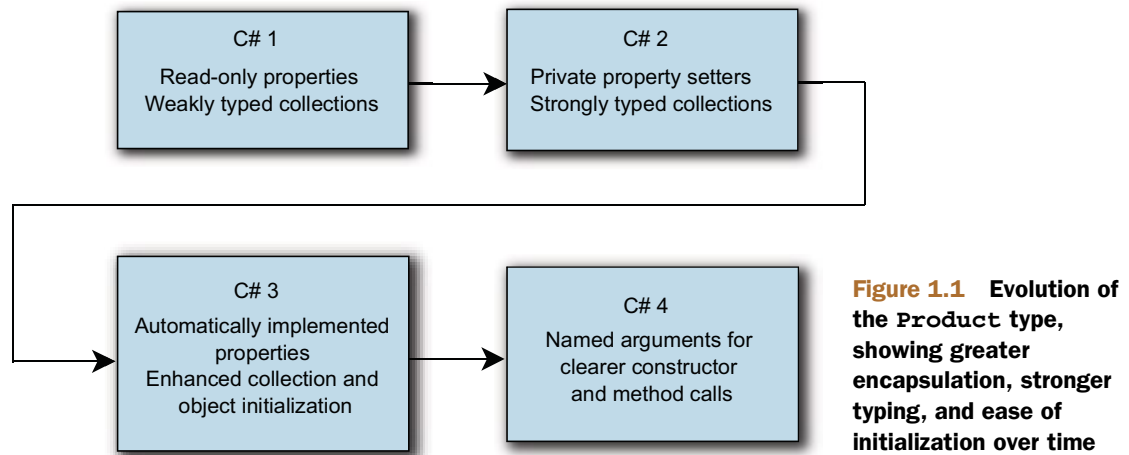 C# 1
Read-only properties
Weakly typed collections
C# 2
Private property setters
Strongly typed collections
C# 3
Automatically implemented
properties
Enhanced collection and
object initialization
C# 4
Named arguments for
clearer constructor
and method calls
Figure 1.1 Evolution of
the Product type,
showing greater
encapsulation, stronger
typing, and ease of
initialization over time